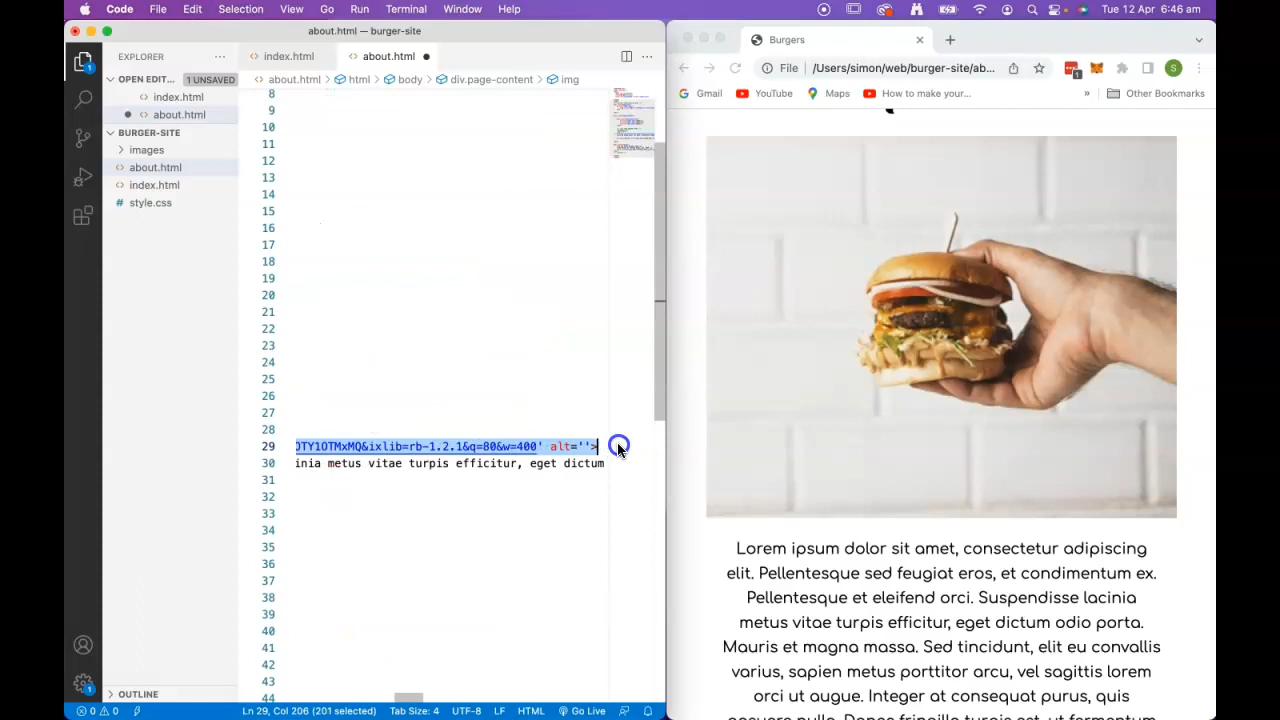 Code File Edit Selection View Go Run Terminal Window Help Tue 12 Apr 6:46 am
about.html — burger-site
EXPLORER
OPEN EDIT... 1 UNSAVED
index.html
about.html
BURGER-SITE
images
about.html
index.html
style.css
OUTLINE
index.html about.html
about.html > html > body > div.page-content > img
8
9
10
11
12
13
14
15
16
17
18
19
20
21
22
23
24
25
26
27
28
29 OTY1OTMxMQ&ixlib=rb-1.2.1&q=80&w=400' alt=''>
30 inia metus vitae turpis efficitur, eget dictum
31
32
33
34
35
36
37
38
39
40
41
42
43
44
0 0 Ln 29, Col 206 (201 selected) Tab Size: 4 UTF-8 LF HTML Go Live
Burgers
File /Users/simon/web/burger-site/ab... S
Gmail YouTube Maps How to make your... » Other Bookmarks
Lorem ipsum dolor sit amet, consectetur adipiscing
elit. Pellentesque sed feugiat eros, et condimentum ex.
Pellentesque et eleifend orci. Suspendisse lacinia
metus vitae turpis efficitur, eget dictum odio porta.
Mauris et magna massa. Sed tincidunt, elit eu convallis
varius, sapien metus porttitor arcu, vel sagittis lorem
orci ut augue. Integer at consequat purus, quis